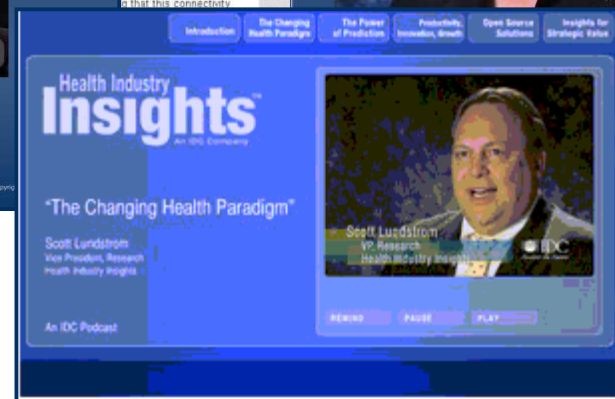 g that this connectivity
Introduction
The Changing
Health Paradigm
The Power
of Prediction
Productivity,
Innovation, Growth
Open Source
Solutions
Insights for
Strategic Value
Health Industry
Insights™
An IDC Company
"The Changing Health Paradigm"
Scott Lundstrom
Vice President, Research
Health Industry Insights
An IDC Podcast
Scott Lundstrom
VP, Research
Health Industry Insights
IDC
REWIND
PAUSE
PLAY